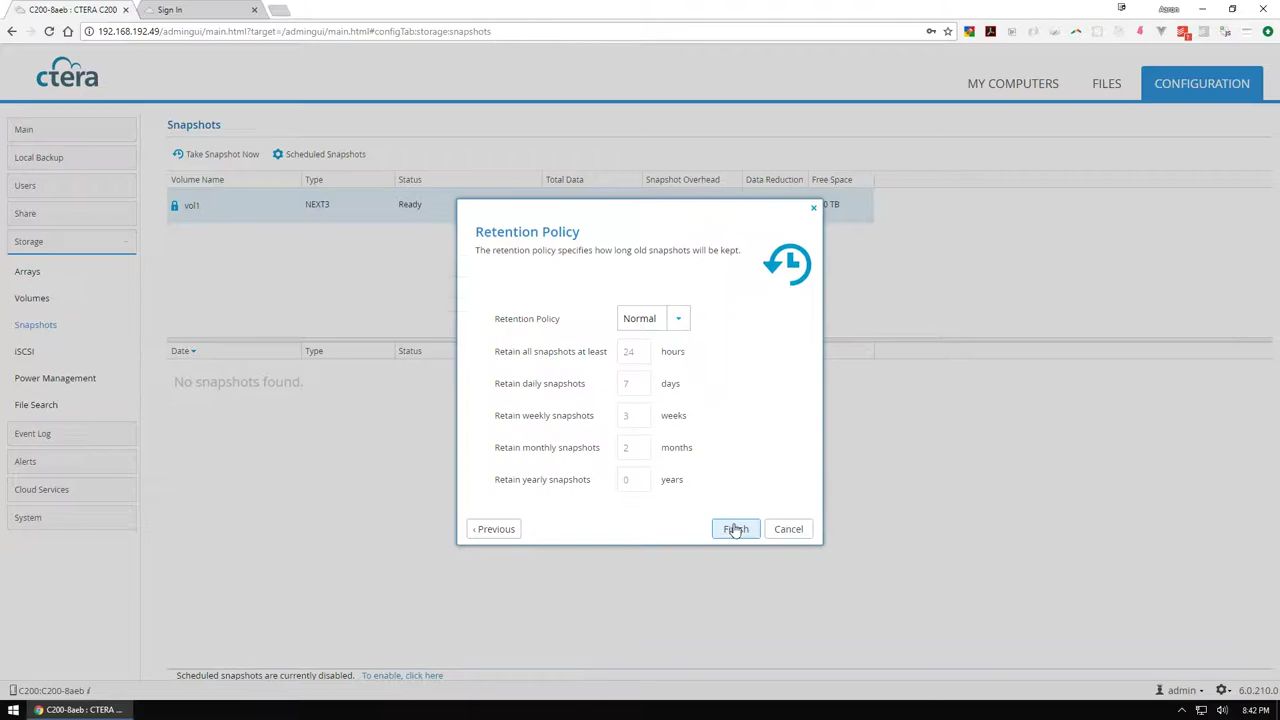 C200-8aeb : CTERA C200
Sign In
Aaron
192.168.192.49/admingui/main.html?target=/admingui/main.html#configTab:storage:snapshots
ctera
MY COMPUTERS
FILES
CONFIGURATION
Main
Local Backup
Users
Share
Storage
Arrays
Volumes
Snapshots
iSCSI
Power Management
File Search
Event Log
Alerts
Cloud Services
System
Snapshots
Take Snapshot Now
Scheduled Snapshots
Volume Name Type Status Total Data Snapshot Overhead Data Reduction Free Space
vol1 NEXT3 Ready TB
Date Type Status
No snapshots found.
Retention Policy
The retention policy specifies how long old snapshots will be kept.
Retention Policy Normal
Retain all snapshots at least 24 hours
Retain daily snapshots 7 days
Retain weekly snapshots 3 weeks
Retain monthly snapshots 2 months
Retain yearly snapshots 0 years
‹ Previous
Finish
Cancel
Scheduled snapshots are currently disabled. To enable, click here
C200:C200-8aeb i
admin
6.0.210.0
C200-8aeb : CTERA ...
8:42 PM